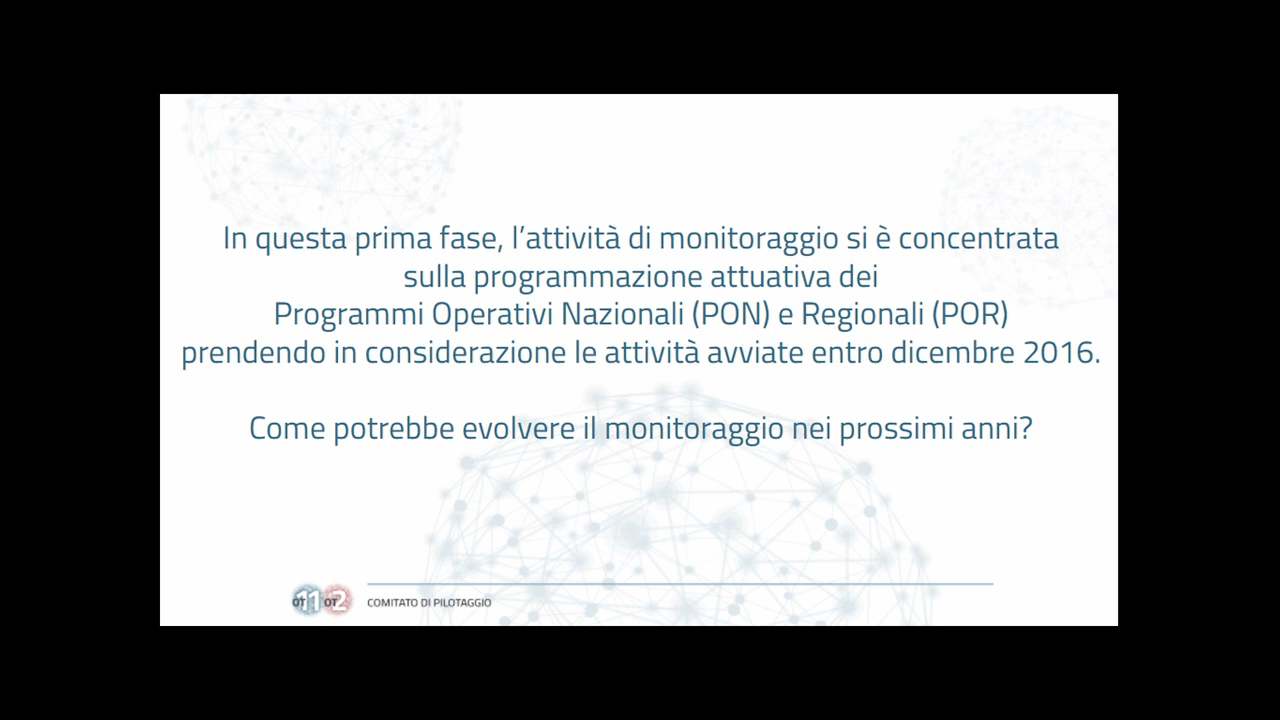 In questa prima fase, l'attività di monitoraggio si è concentrata
sulla programmazione attuativa dei
Programmi Operativi Nazionali (PON) e Regionali (POR)
prendendo in considerazione le attività avviate entro dicembre 2016.
Come potrebbe evolvere il monitoraggio nei prossimi anni?
OT11 OT2 COMITATO DI PILOTAGGIO